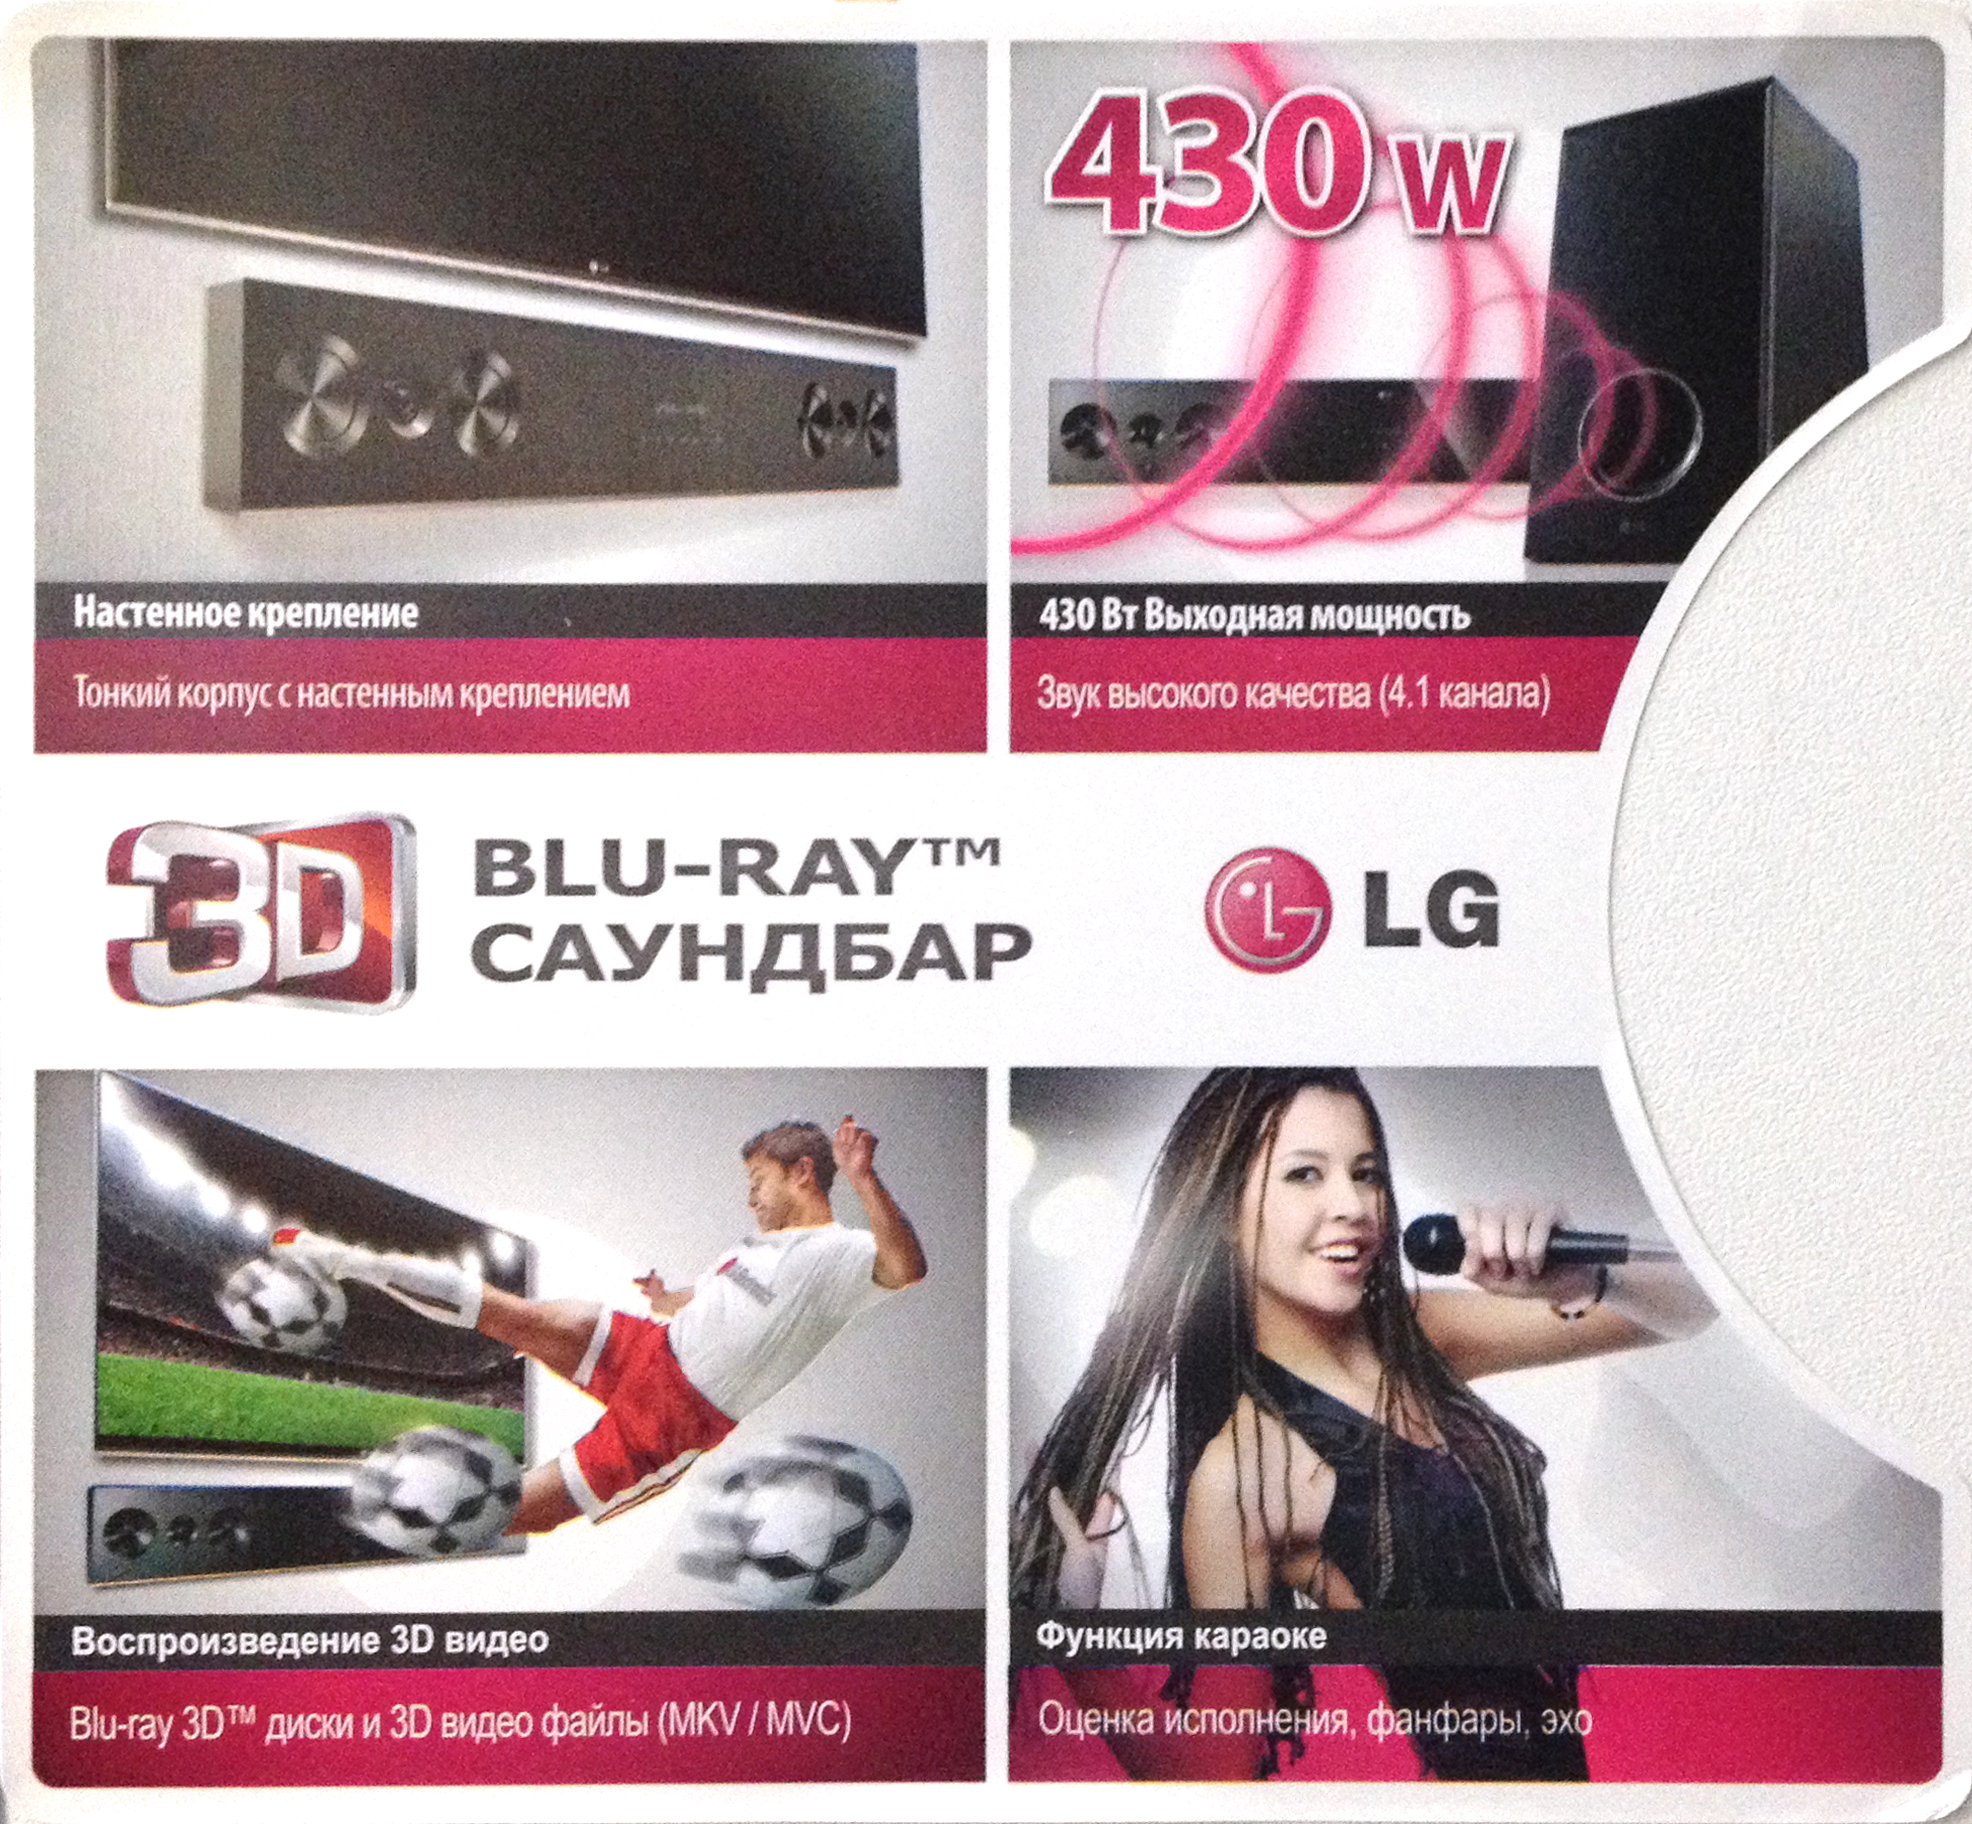 430 W
Настенное крепление
Тонкий корпус с настенным креплением
430 Вт Выходная мощность
Звук высокого качества (4.1 канала)
3D
BLU-RAY™
САУНДБАР
LG
Воспроизведение 3D видео
Blu-ray 3D™ диски и 3D видео файлы (MKV / MVC)
Функция караоке
Оценка исполнения, фанфары, эхо